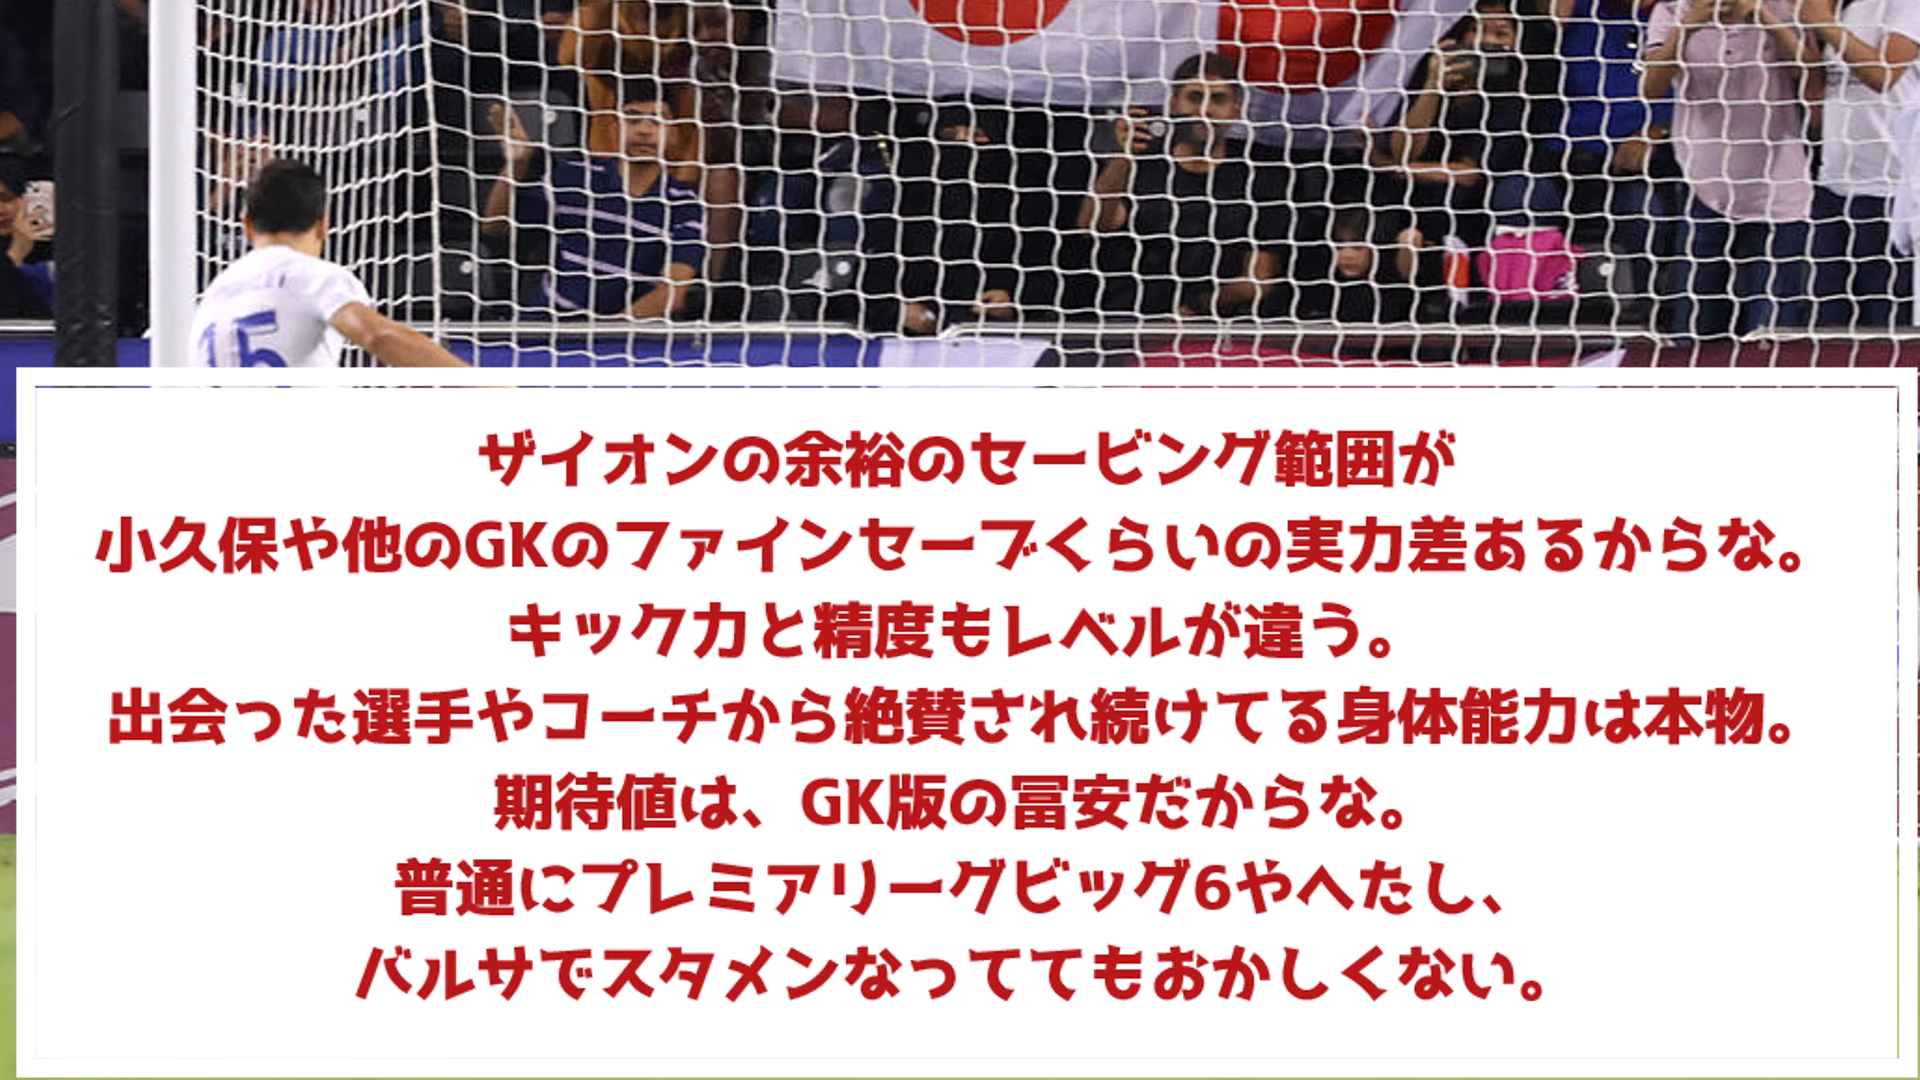 15
ザイオンの余裕のセービング範囲が
小久保や他のGKのファインセーブくらいの実力差あるからな。
キック力と精度もレベルが違う。
出会った選手やコーチから絶賛され続けてる身体能力は本物。
期待値は、GK版の冨安だからな。
普通にプレミアリーグビッグ6やへたし、
バルサでスタメンなっててもおかしくない。